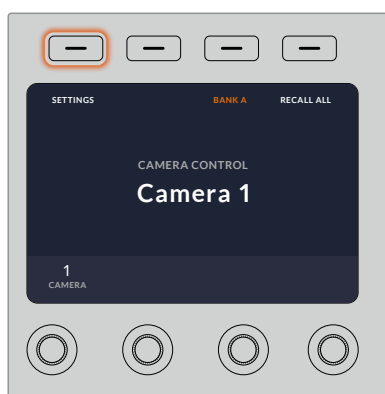 SETTINGS BANK A RECALL ALL
CAMERA CONTROL
Camera 1
1
CAMERA